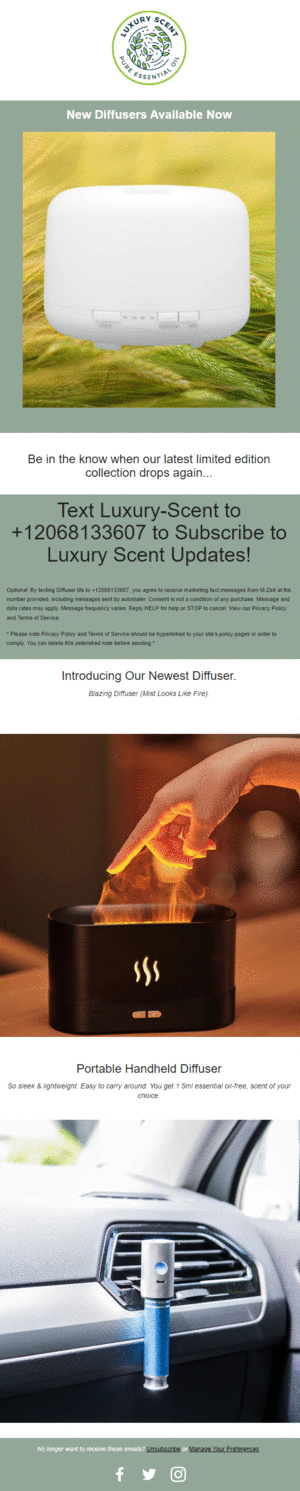 LUXURY SCENT
PURE ESSENTIAL OIL
New Diffusers Available Now
Be in the know when our latest limited edition
collection drops again...
Text Luxury-Scent to
+12068133607 to Subscribe to
Luxury Scent Updates!
Optional: By texting Diffuser life to +12068133607, you agree to receive marketing text messages from M-Zell at the
number provided, including messages sent by autodialer. Consent is not a condition of any purchase. Message and
data rates may apply. Message frequency varies. Reply HELP for help or STOP to cancel. View our Privacy Policy
and Terms of Service.
* Please note Privacy Policy and Terms of Service should be hyperlinked to your site's policy pages in order to
comply. You can delete this asterisked note before sending.*
Introducing Our Newest Diffuser.
Blazing Diffuser (Mist Looks Like Fire).
Portable Handheld Diffuser
So sleek & lightweight. Easy to carry around. You get 1 5ml essential oil-free, scent of your
choice.
No longer want to receive these emails? Unsubscribe or Manage Your Preferences